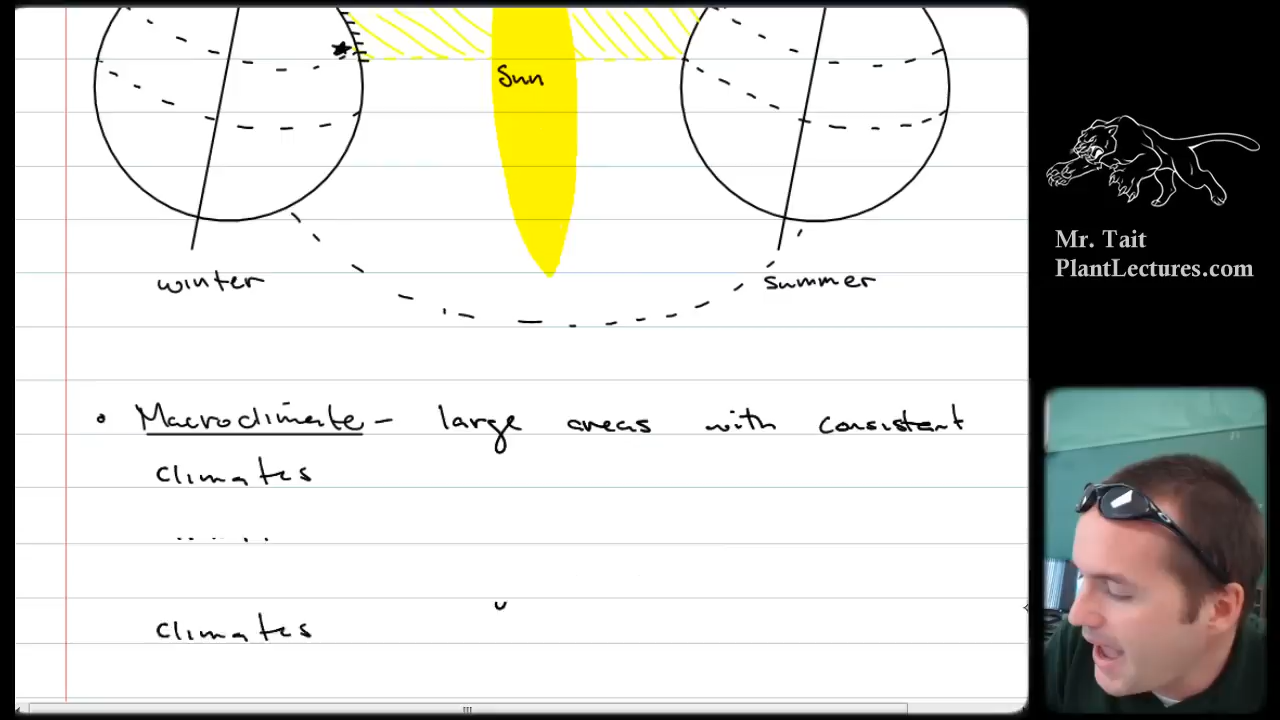 Sun
winter
summer
• Macroclimate - large areas with consistent
climates
climates
Mr. Tait
PlantLectures.com